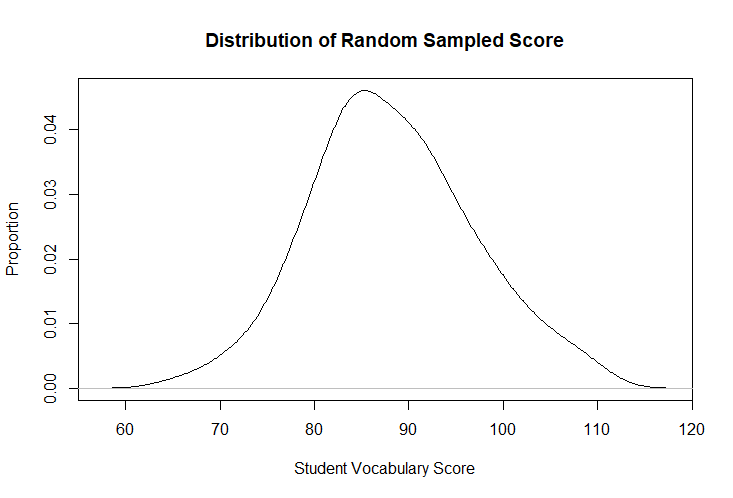 Distribution of Random Sampled Score
0.04
0.03
0.02
0.01
0.00
Proportion
60 70 80 90 100 110 120
Student Vocabulary Score